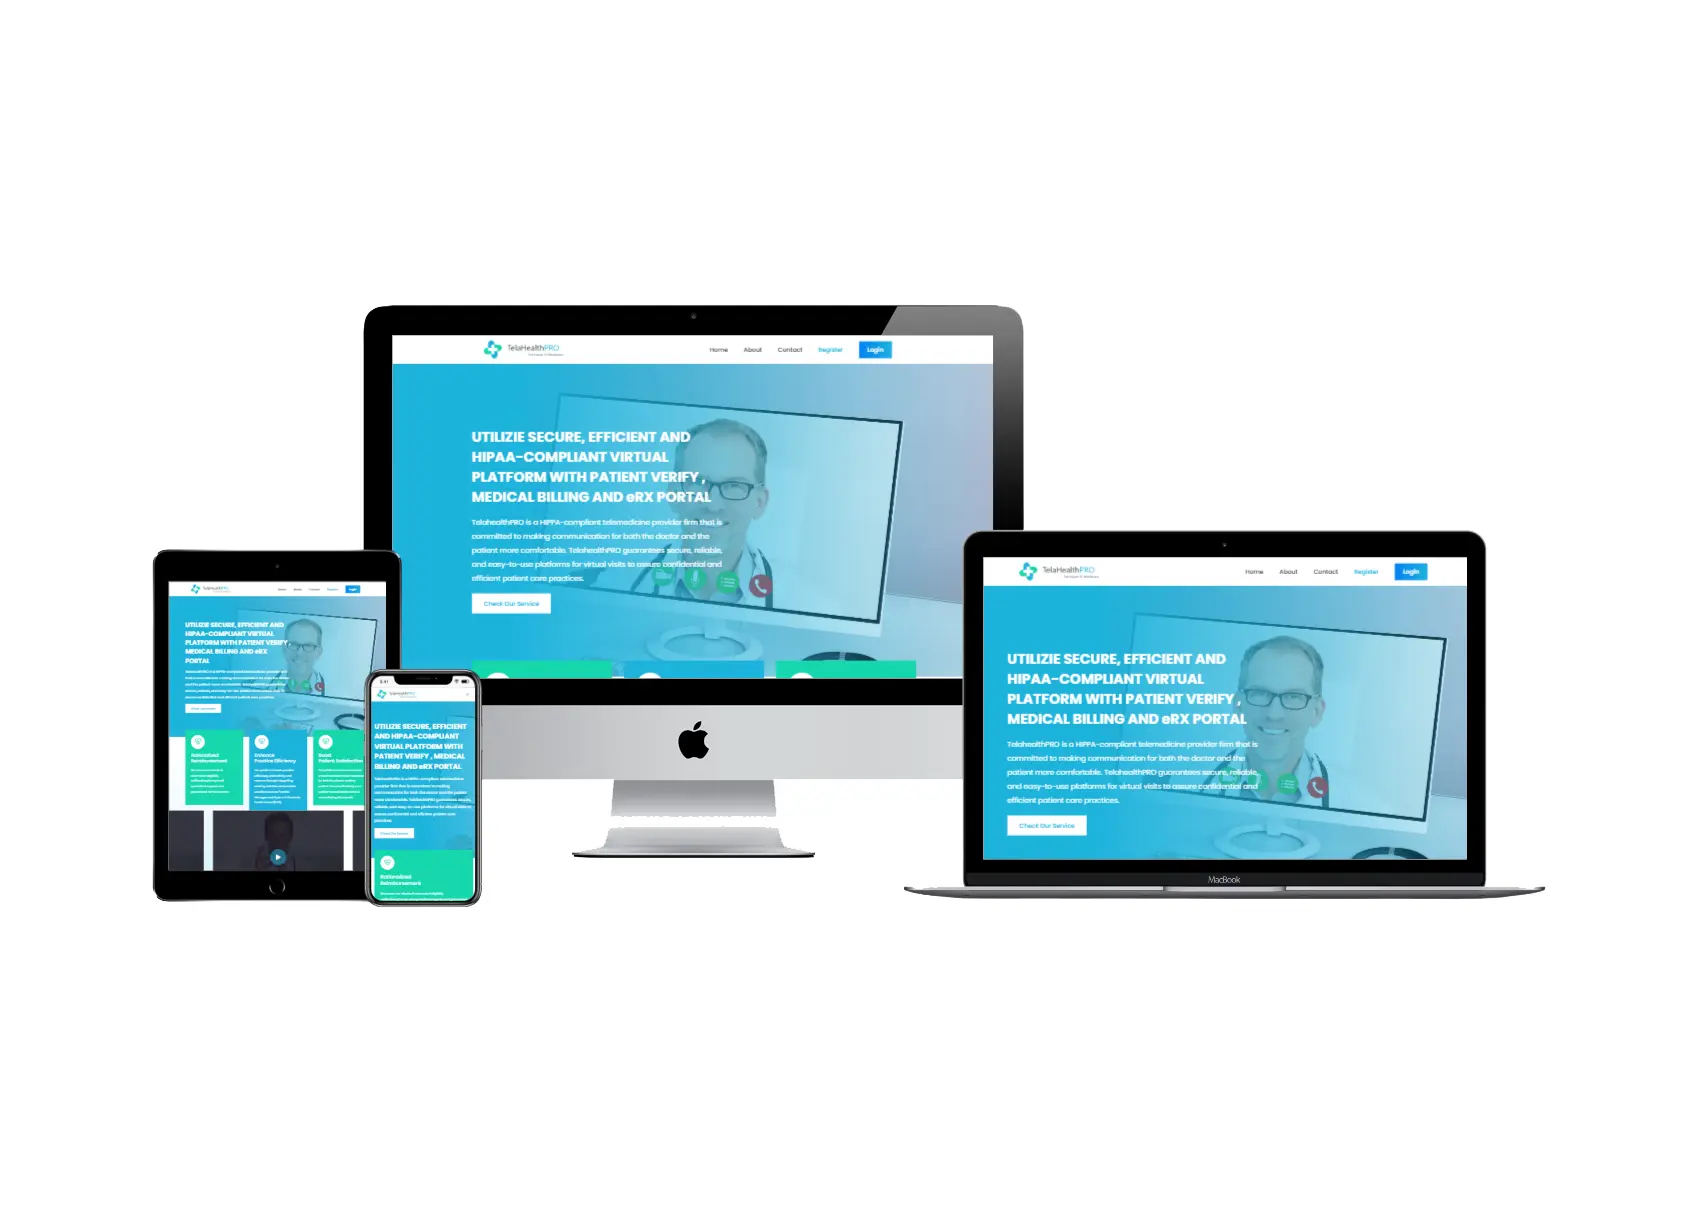 TelaHealthPRO
Home About Contact Register Login
UTILIZIE SECURE, EFFICIENT AND
HIPAA-COMPLIANT VIRTUAL
PLATFORM WITH PATIENT VERIFY ,
MEDICAL BILLING AND eRX PORTAL
TelahealthPRO is a HIPPA-compliant telemedicine provider firm that is
committed to making communication for both the doctor and the
patient more comfortable. TelahealthPRO guarantees secure, reliable,
and easy-to-use platforms for virtual visits to assure confidential and
efficient patient care practices.
Check Our Service
TelaHealthPRO
Home About Contact Register Login
UTILIZIE SECURE, EFFICIENT AND
HIPAA-COMPLIANT VIRTUAL
PLATFORM WITH PATIENT VERIFY ,
MEDICAL BILLING AND eRX PORTAL
TelahealthPRO is a HIPPA-compliant telemedicine provider firm that is
committed to making communication for both the doctor and the
patient more comfortable. TelahealthPRO guarantees secure, reliable,
and easy-to-use platforms for virtual visits to assure confidential and
efficient patient care practices.
Check Our Service
MacBook
TelaHealthPRO
Login
UTILIZIE SECURE, EFFICIENT AND
HIPAA-COMPLIANT VIRTUAL
PLATFORM WITH PATIENT VERIFY ,
MEDICAL BILLING AND eRX
PORTAL
Rationalized
Reimbursement
Enhance
Practice Efficiency
Boost
Patient Satisfaction
9:41
TelaHealthPRO
UTILIZIE SECURE, EFFICIENT
AND HIPAA-COMPLIANT
VIRTUAL PLATFORM WITH
PATIENT VERIFY , MEDICAL
BILLING AND eRX PORTAL
Check Our Service
Rationalized
Reimbursement